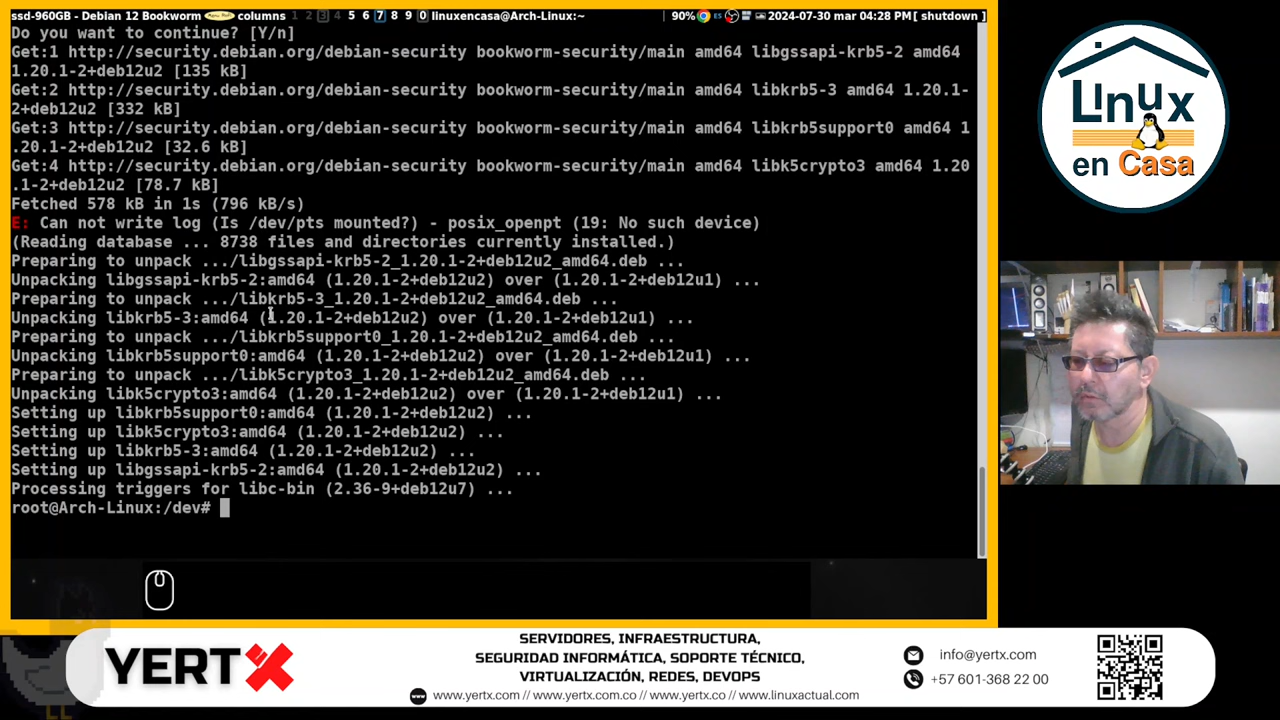 ssd-960GB - Debian 12 Bookworm columns 1 2 3 4 5 6 7 8 9 0 linuxencasa@Arch-Linux:~ 90% ES 2024-07-30 mar 04:28 PM[ shutdown ]
Do you want to continue? [Y/n]
Get:1 http://security.debian.org/debian-security bookworm-security/main amd64 libgssapi-krb5-2 amd64
1.20.1-2+deb12u2 [135 kB]
Get:2 http://security.debian.org/debian-security bookworm-security/main amd64 libkrb5-3 amd64 1.20.1-
2+deb12u2 [332 kB]
Get:3 http://security.debian.org/debian-security bookworm-security/main amd64 libkrb5support0 amd64 1
.20.1-2+deb12u2 [32.6 kB]
Get:4 http://security.debian.org/debian-security bookworm-security/main amd64 libk5crypto3 amd64 1.20
.1-2+deb12u2 [78.7 kB]
Fetched 578 kB in 1s (796 kB/s)
E: Can not write log (Is /dev/pts mounted?) - posix_openpt (19: No such device)
(Reading database ... 8738 files and directories currently installed.)
Preparing to unpack .../libgssapi-krb5-2_1.20.1-2+deb12u2_amd64.deb ...
Unpacking libgssapi-krb5-2:amd64 (1.20.1-2+deb12u2) over (1.20.1-2+deb12u1) ...
Preparing to unpack .../libkrb5-3_1.20.1-2+deb12u2_amd64.deb ...
Unpacking libkrb5-3:amd64 (1.20.1-2+deb12u2) over (1.20.1-2+deb12u1) ...
Preparing to unpack .../libkrb5support0_1.20.1-2+deb12u2_amd64.deb ...
Unpacking libkrb5support0:amd64 (1.20.1-2+deb12u2) over (1.20.1-2+deb12u1) ...
Preparing to unpack .../libk5crypto3_1.20.1-2+deb12u2_amd64.deb ...
Unpacking libk5crypto3:amd64 (1.20.1-2+deb12u2) over (1.20.1-2+deb12u1) ...
Setting up libkrb5support0:amd64 (1.20.1-2+deb12u2) ...
Setting up libk5crypto3:amd64 (1.20.1-2+deb12u2) ...
Setting up libkrb5-3:amd64 (1.20.1-2+deb12u2) ...
Setting up libgssapi-krb5-2:amd64 (1.20.1-2+deb12u2) ...
Processing triggers for libc-bin (2.36-9+deb12u7) ...
root@Arch-Linux:/dev#
Linux
en Casa
YERTX
SERVIDORES, INFRAESTRUCTURA,
SEGURIDAD INFORMÁTICA, SOPORTE TÉCNICO,
VIRTUALIZACIÓN, REDES, DEVOPS
www.yertx.com // www.yertx.com.co // www.yertx.co // www.linuxactual.com
info@yertx.com
+57 601-368 22 00